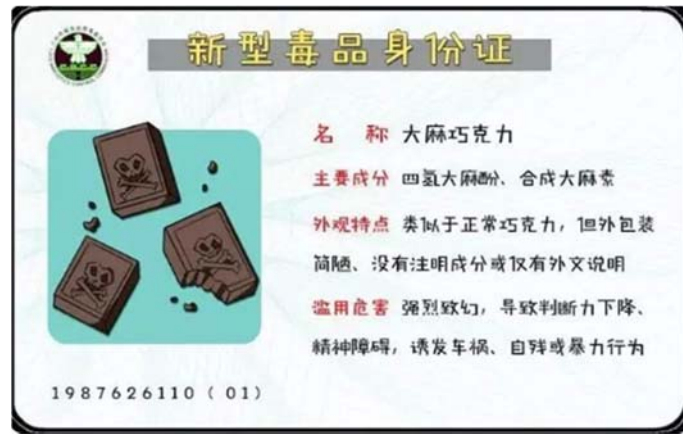 新型毒品身份证
名 称 大麻巧克力
主要成分 四氢大麻酚、合成大麻素
外观特点 类似于正常巧克力，但外包装
简陋、没有注明成分或仅有外文说明
滥用危害 强烈致幻，导致判断力下降、
精神障碍，诱发车祸、自残或暴力行为
1987626110 ( 01)